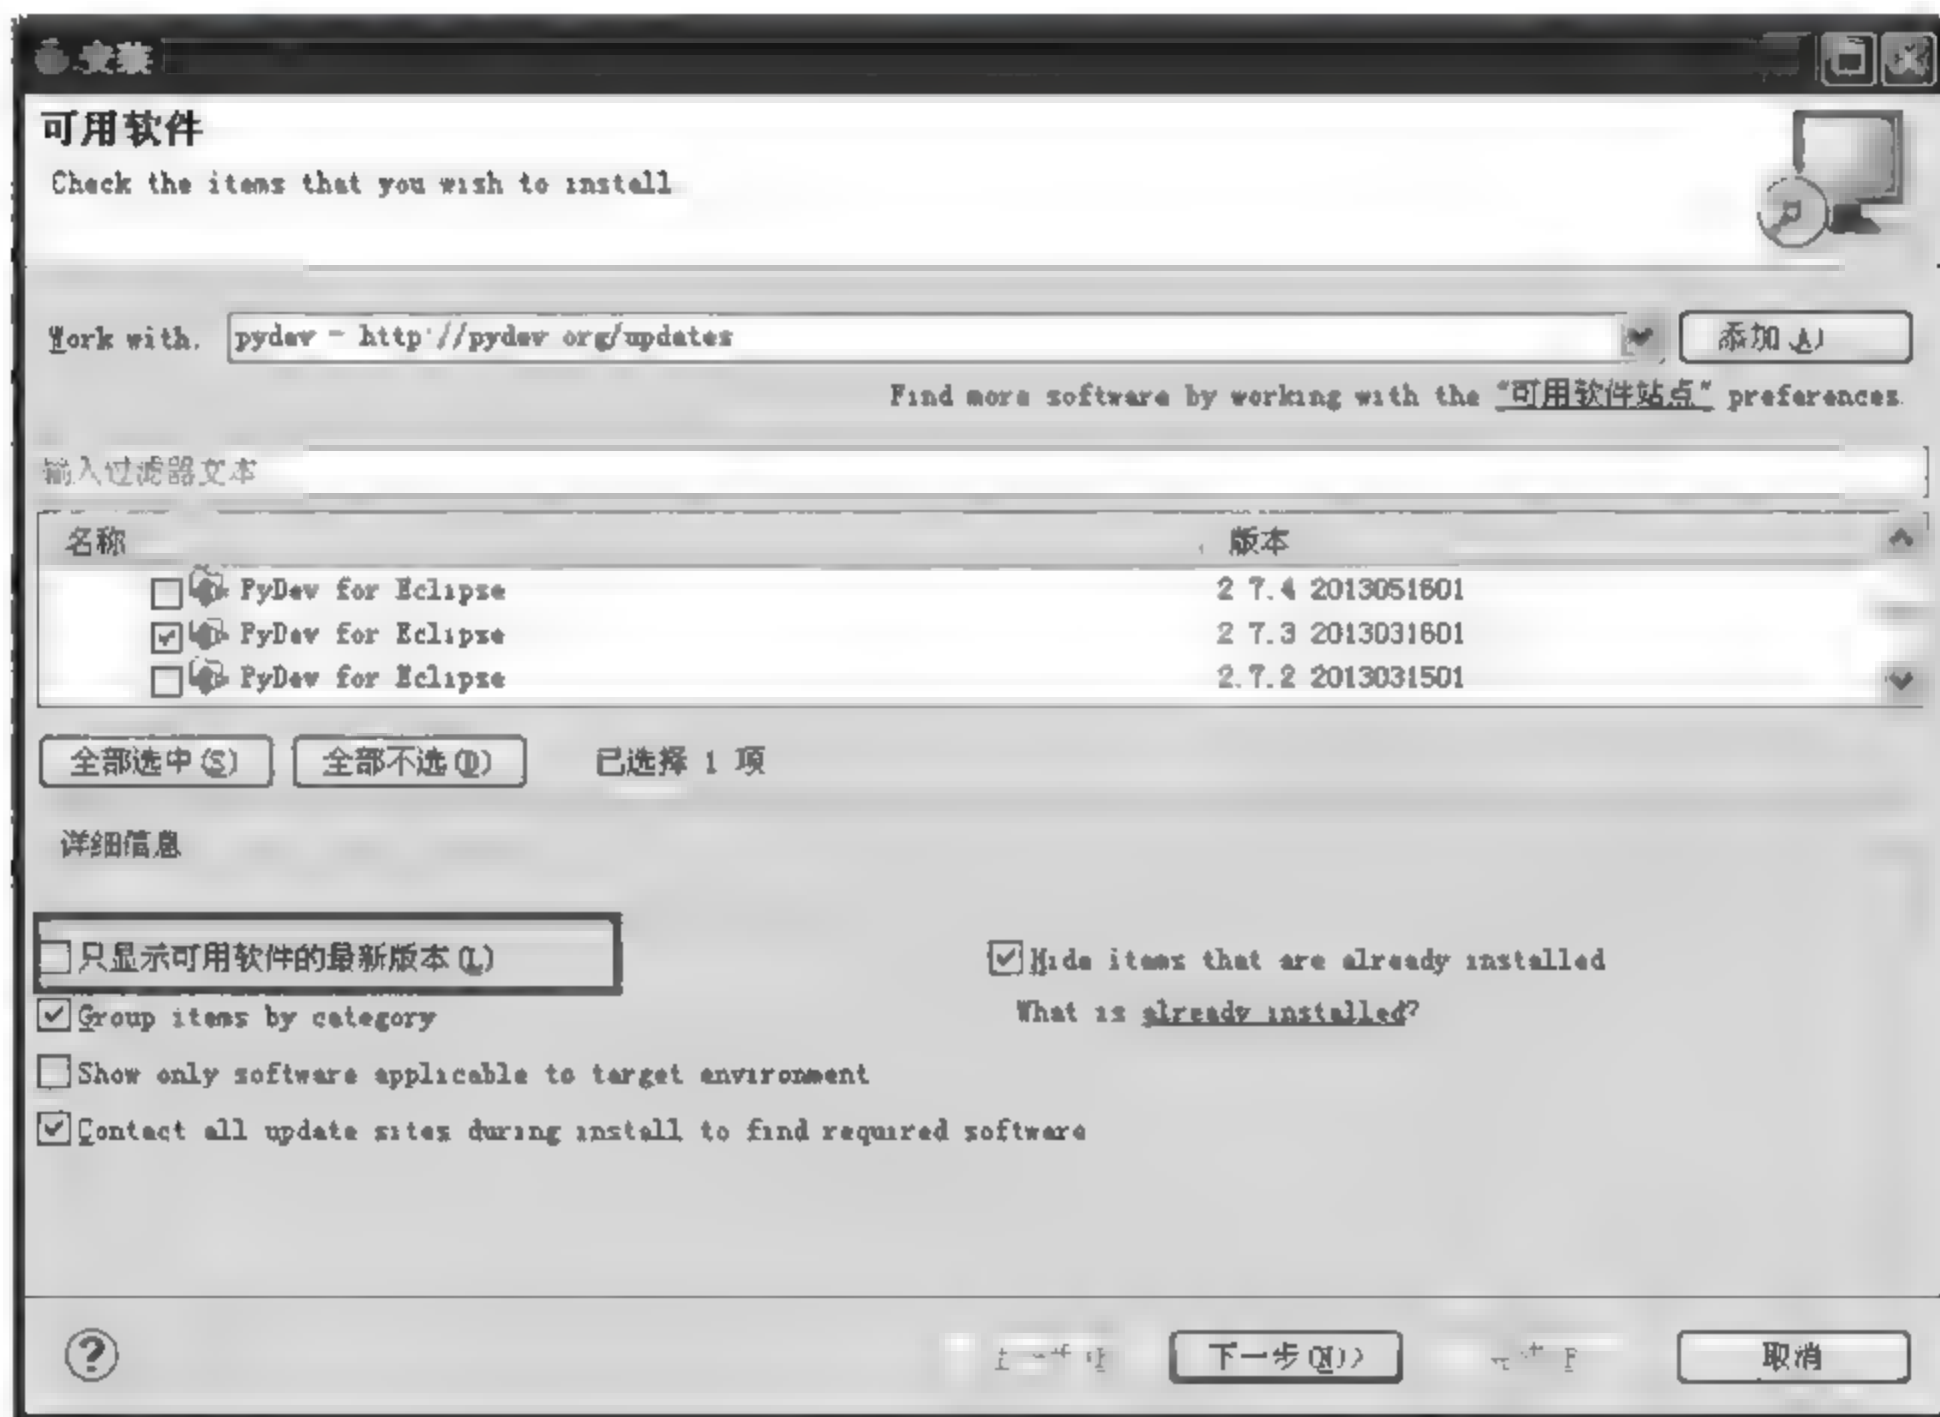 安装
可用软件
Check the items that you wish to install
Work with. pydev - http://pydev org/updates 添加(A)
Find more software by working with the "可用软件站点" preferences.
输入过滤器文本
名称 版本
PyDev for Eclipse 2 7.4 2013051601
PyDev for Eclipse 2 7.3 2013031601
PyDev for Eclipse 2.7.2 2013031501
全部选中(S) 全部不选(D) 已选择 1 项
详细信息
只显示可用软件的最新版本(L) Hide items that are already installed
Group items by category What is already installed?
Show only software applicable to target environment
Contact all update sites during install to find required software
下一步(N)> 取消